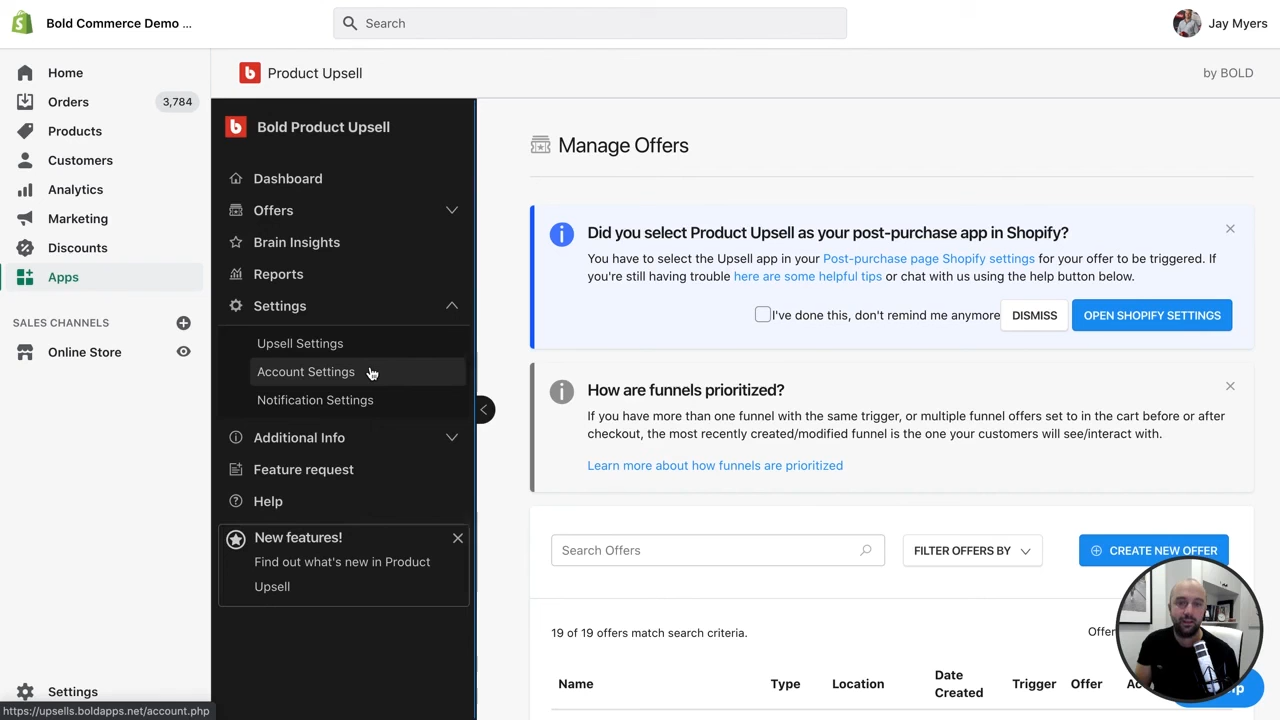 Bold Commerce Demo ...
Search
Jay Myers
Home
Orders
3,784
Products
Customers
Analytics
Marketing
Discounts
Apps
SALES CHANNELS
Online Store
Settings
https://upsells.boldapps.net/account.php
Product Upsell
by BOLD
Bold Product Upsell
Dashboard
Offers
Brain Insights
Reports
Settings
Upsell Settings
Account Settings
Notification Settings
Additional Info
Feature request
Help
New features!
Find out what's new in Product
Upsell
Manage Offers
Did you select Product Upsell as your post-purchase app in Shopify?
You have to select the Upsell app in your Post-purchase page Shopify settings for your offer to be triggered. If
you're still having trouble here are some helpful tips or chat with us using the help button below.
I've done this, don't remind me anymore
DISMISS
OPEN SHOPIFY SETTINGS
How are funnels prioritized?
If you have more than one funnel with the same trigger, or multiple funnel offers set to in the cart before or after
checkout, the most recently created/modified funnel is the one your customers will see/interact with.
Learn more about how funnels are prioritized
Search Offers
FILTER OFFERS BY
CREATE NEW OFFER
19 of 19 offers match search criteria.
Offer
Name
Type
Location
Date
Created
Trigger
Offer